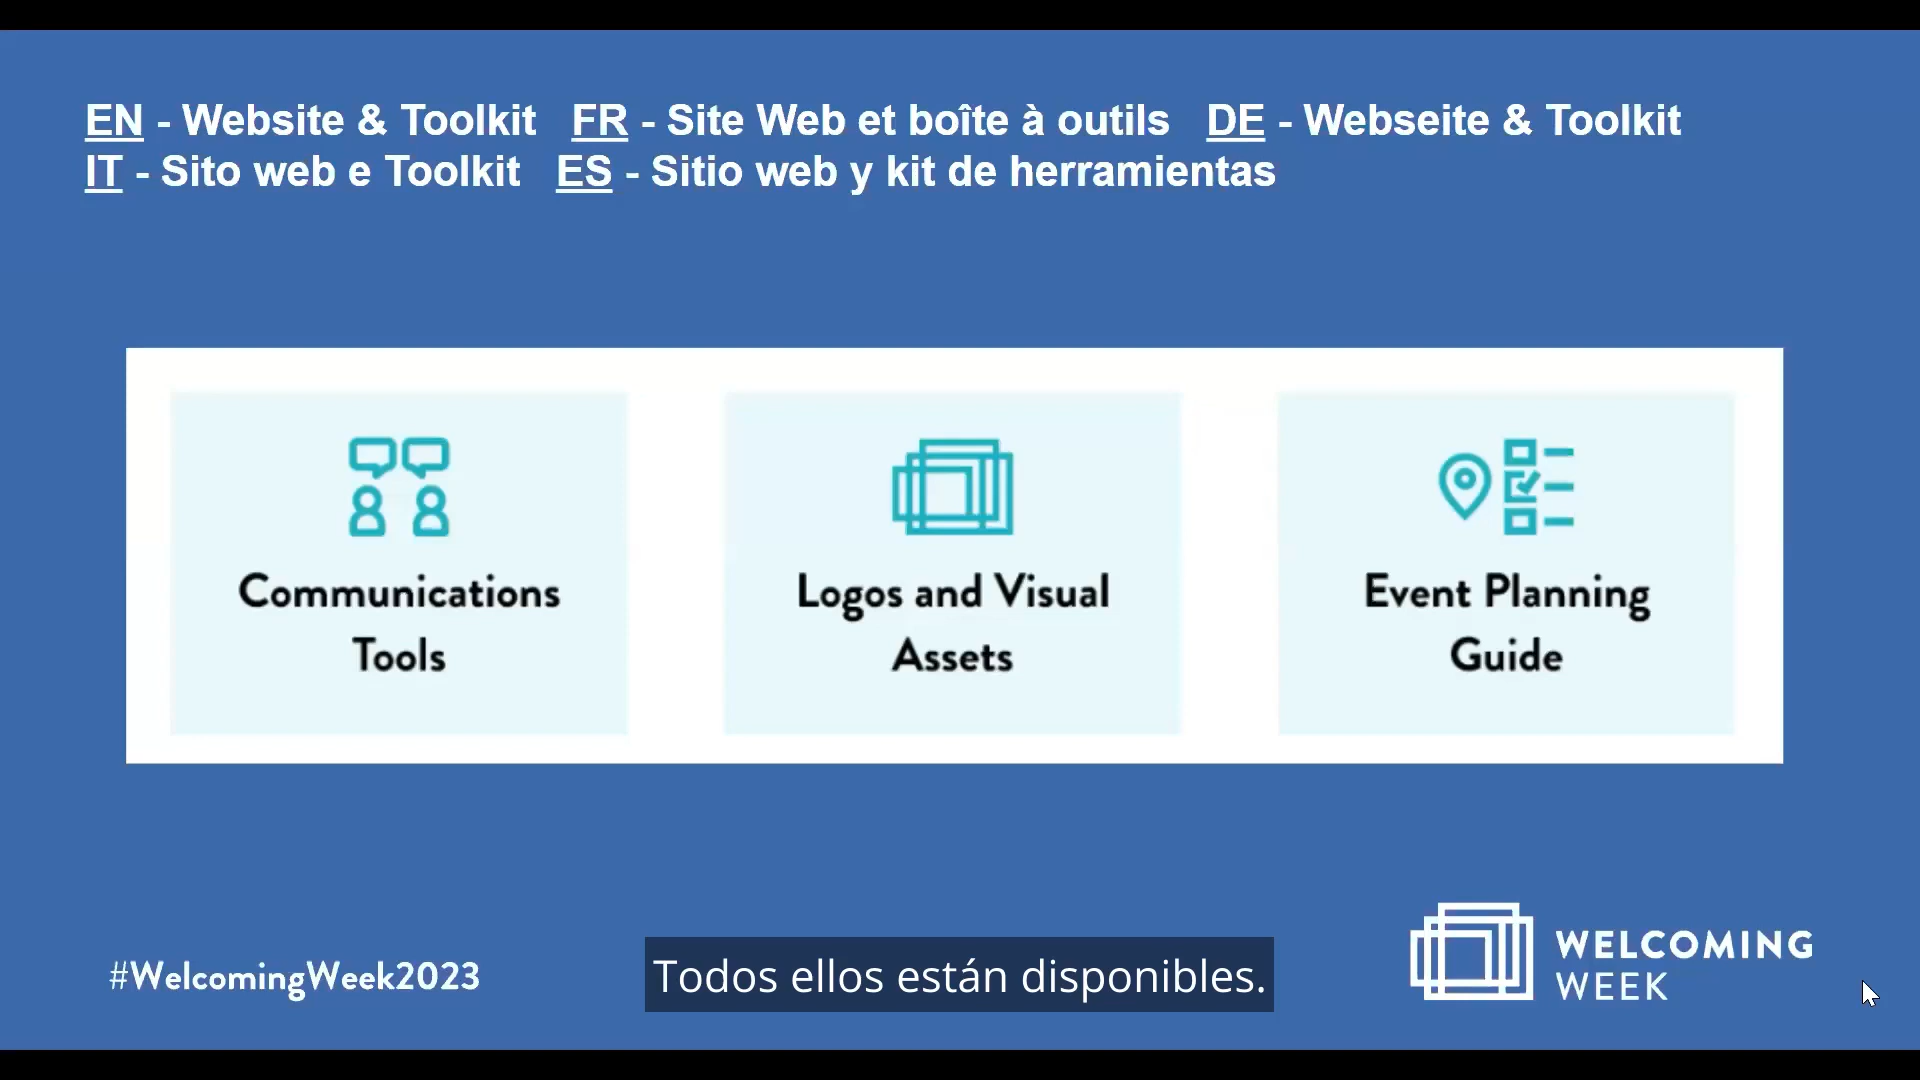 EN - Website & Toolkit FR - Site Web et boîte à outils DE - Webseite & Toolkit
IT - Sito web e Toolkit ES - Sitio web y kit de herramientas
Communications
Tools
Logos and Visual
Assets
Event Planning
Guide
#WelcomingWeek2023
Todos ellos están disponibles.
WELCOMING
WEEK